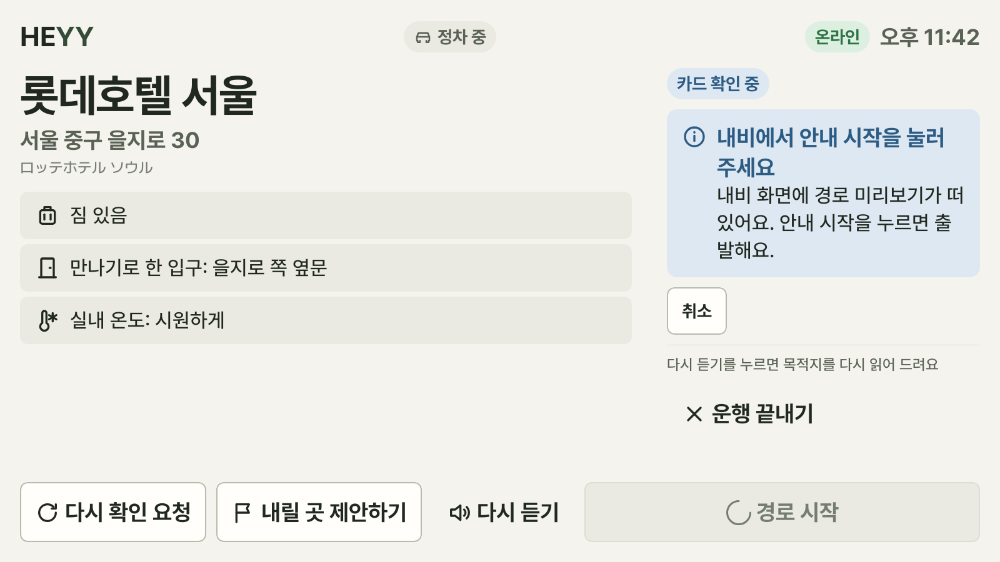 HEYY
정차 중
온라인
오후 11:42
롯데호텔 서울
서울 중구 을지로 30
ロッテホテル ソウル
짐 있음
만나기로 한 입구: 을지로 쪽 옆문
실내 온도: 시원하게
카드 확인 중
내비에서 안내 시작을 눌러
주세요
내비 화면에 경로 미리보기가 떠
있어요. 안내 시작을 누르면 출
발해요.
취소
다시 듣기를 누르면 목적지를 다시 읽어 드려요
운행 끝내기
다시 확인 요청
내릴 곳 제안하기
다시 듣기
경로 시작